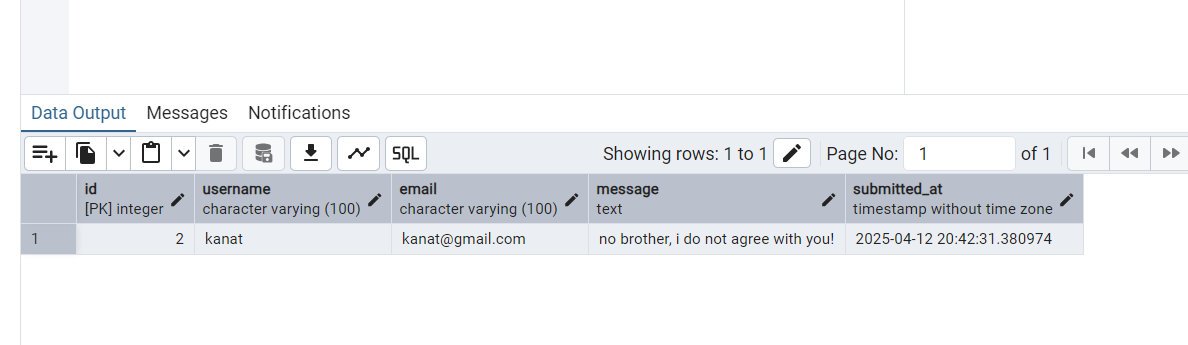 Data Output Messages Notifications
SQL Showing rows: 1 to 1 Page No: 1 of 1
id username email message submitted_at
[PK] integer character varying (100) character varying (100) text timestamp without time zone
1 2 kanat kanat@gmail.com no brother, i do not agree with you! 2025-04-12 20:42:31.380974